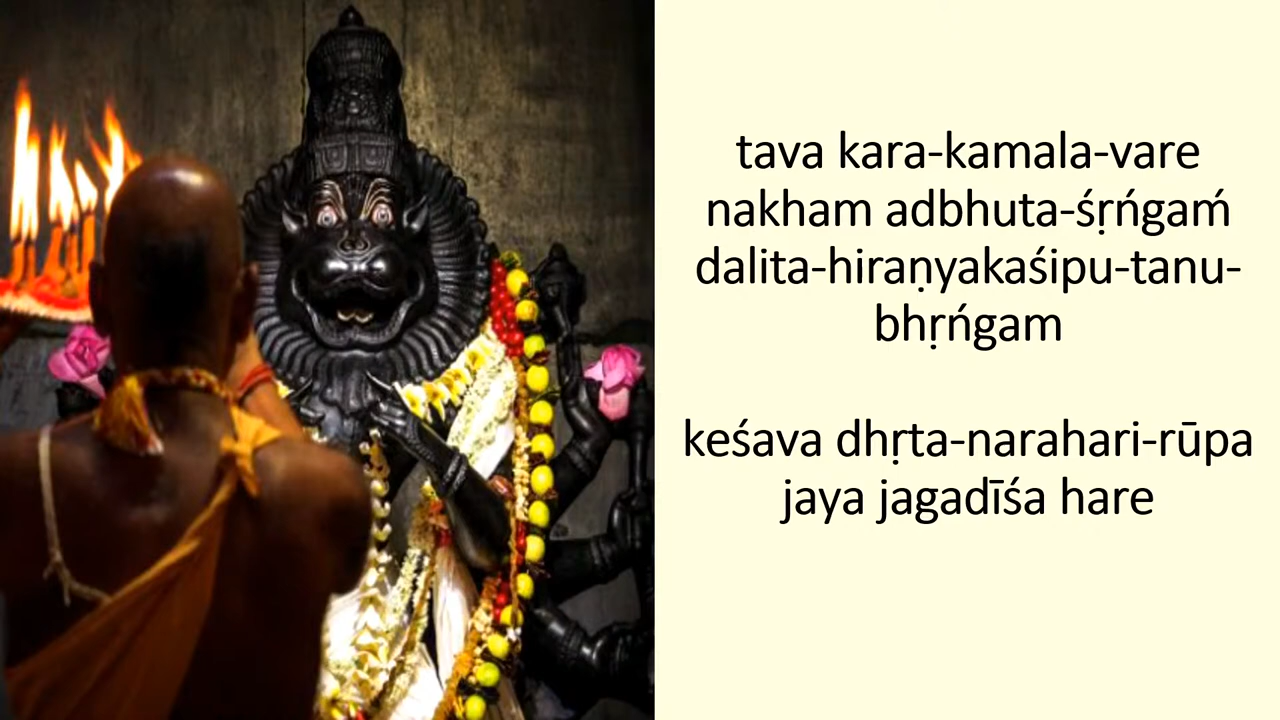 tava kara-kamala-vare
nakham adbhuta-śṛńgaḿ
dalita-hiraṇyakaśipu-tanu-
bhṛńgam
keśava dhṛta-narahari-rūpa
jaya jagadīśa hare